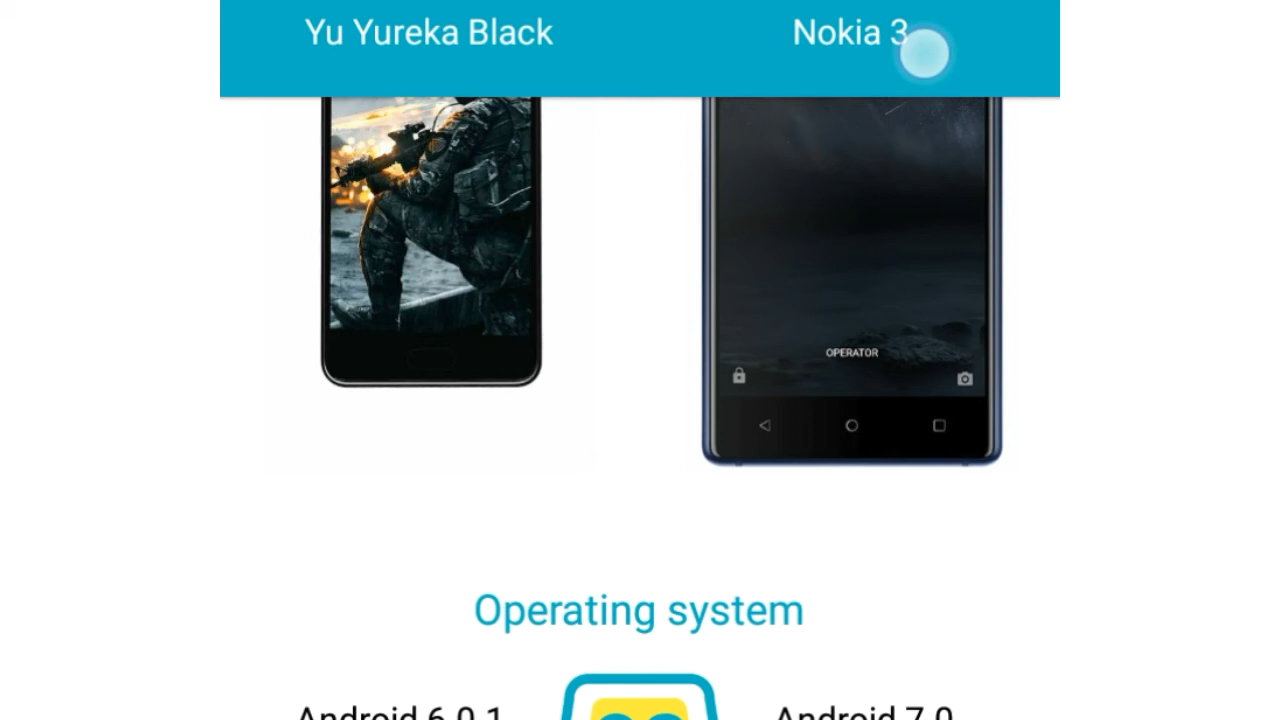 Yu Yureka Black
Nokia 3
OPERATOR
Operating system
Android 6.0.1
Android 7.0